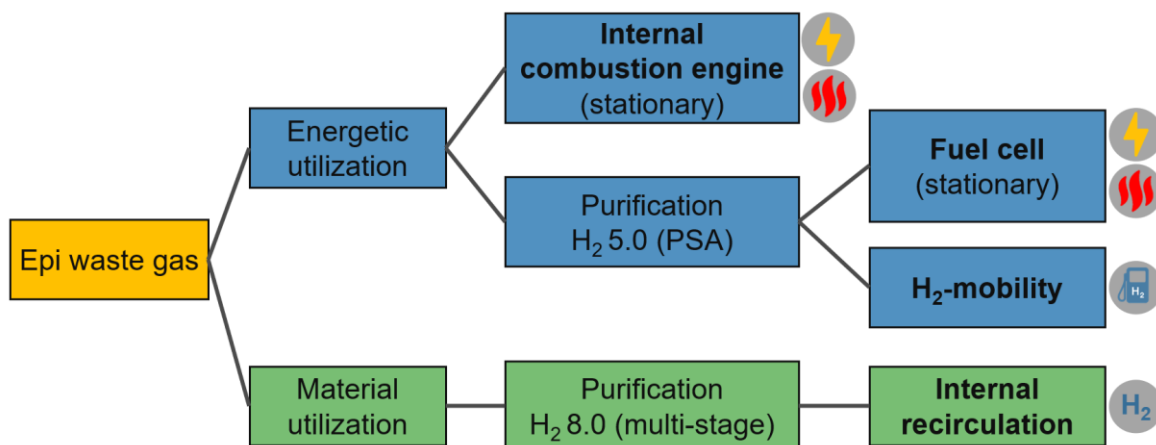 Internal
combustion engine
(stationary)
Energetic
utilization
Fuel cell
(stationary)
Purification
H₂ 5.0 (PSA)
Epi waste gas
H₂-mobility
H₂
Material
utilization
Purification
H₂ 8.0 (multi-stage)
Internal
recirculation
H₂